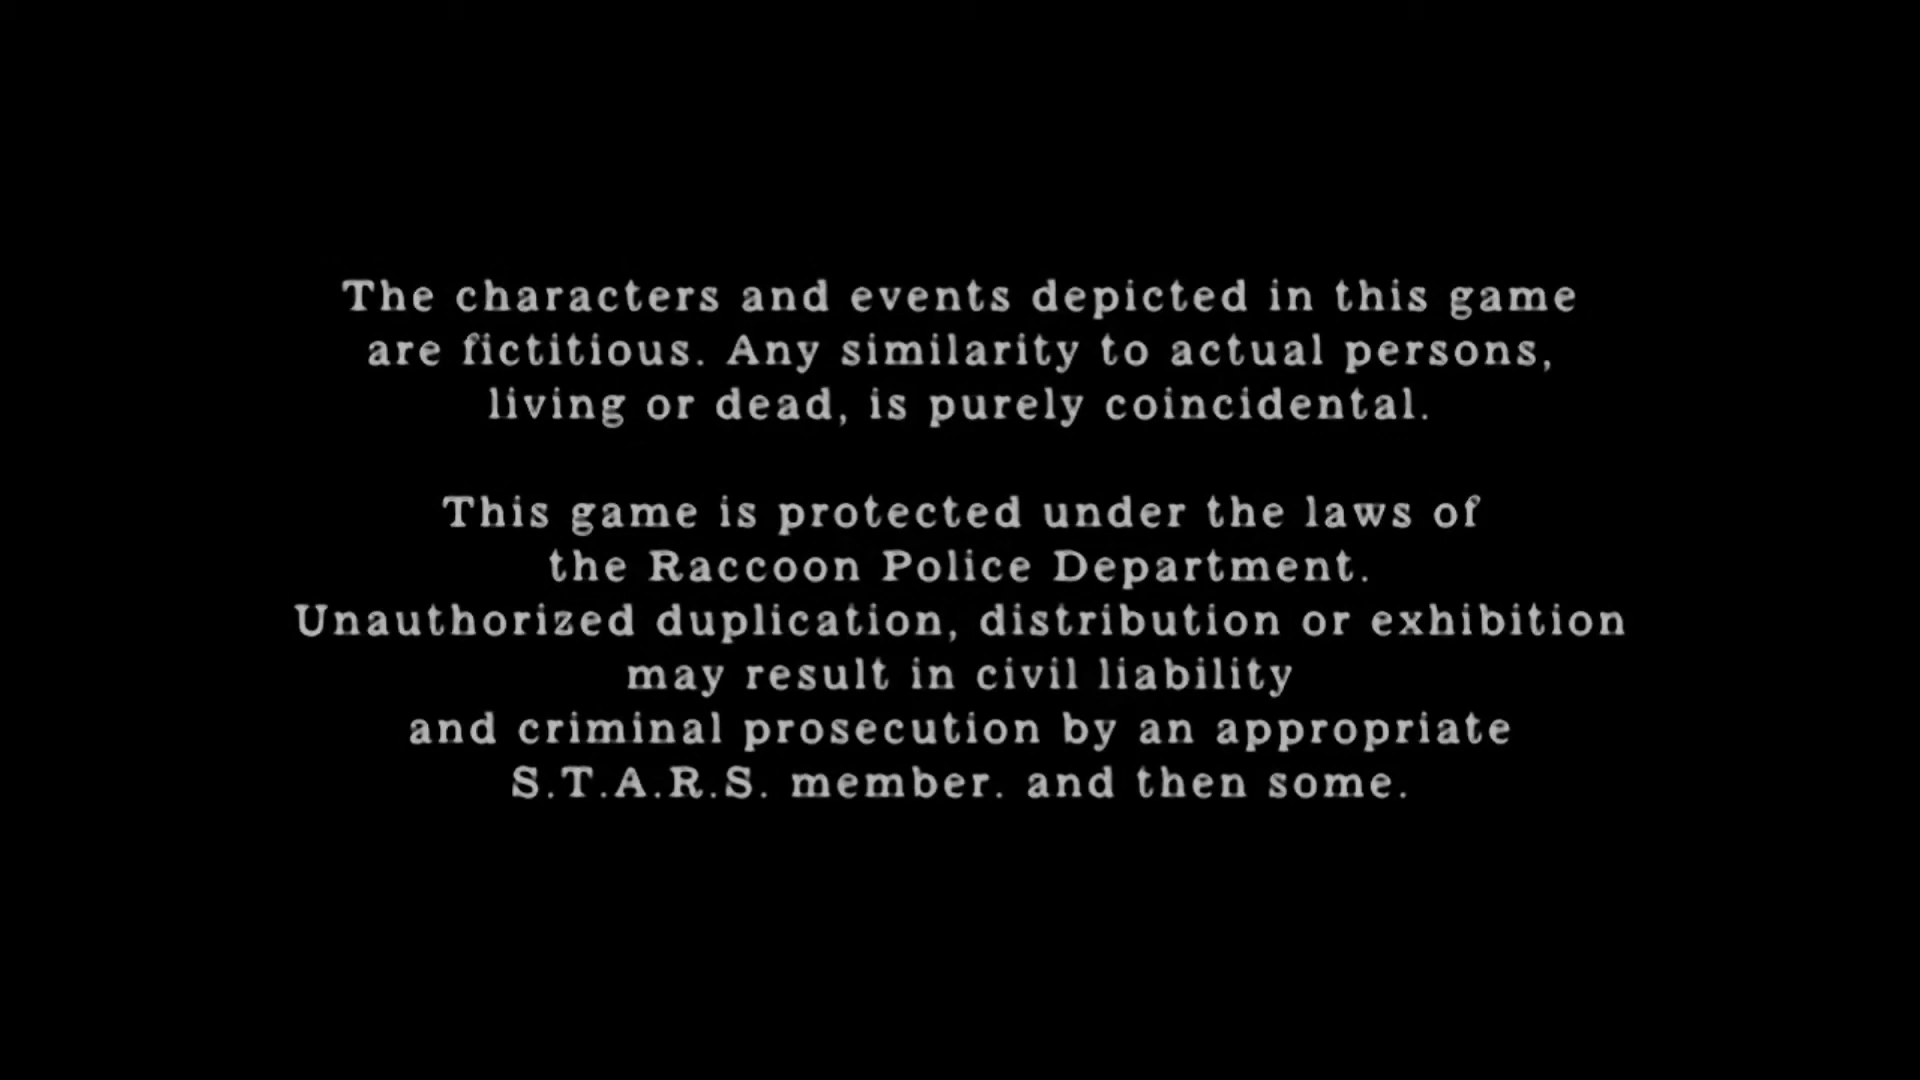 The characters and events depicted in this game
are fictitious. Any similarity to actual persons,
living or dead, is purely coincidental.
This game is protected under the laws of
the Raccoon Police Department.
Unauthorized duplication, distribution or exhibition
may result in civil liability
and criminal prosecution by an appropriate
S.T.A.R.S. member. and then some.